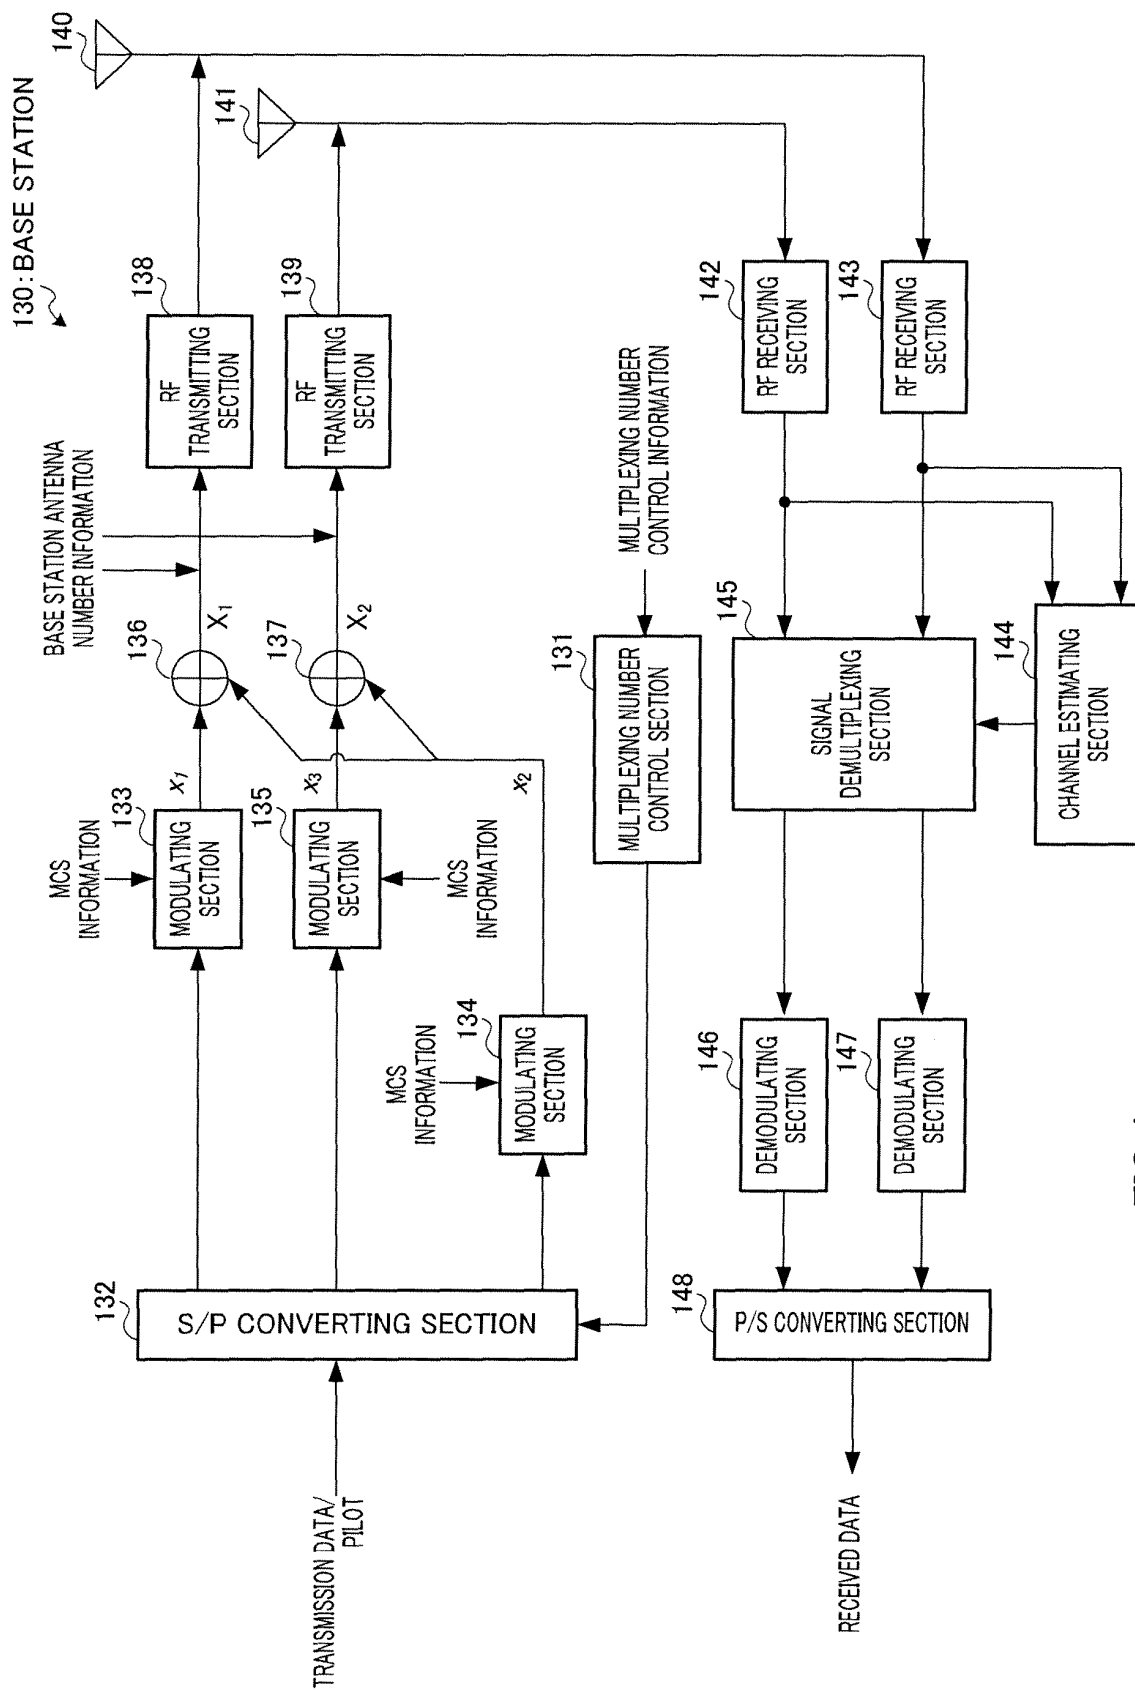 130:BASE STATION
140
141
BASE STATION ANTENNA
NUMBER INFORMATION
138
RF
TRANSMITTING
SECTION
139
RF
TRANSMITTING
SECTION
136
X1
137
X2
MCS
INFORMATION
133
MODULATING
SECTION
x1
135
MODULATING
SECTION
x3
MCS
INFORMATION
x2
MCS
INFORMATION
134
MODULATING
SECTION
132
S/P CONVERTING SECTION
TRANSMISSION DATA/
PILOT
MULTIPLEXING NUMBER
CONTROL INFORMATION
131
MULTIPLEXING NUMBER
CONTROL SECTION
142
RF RECEIVING
SECTION
143
RF RECEIVING
SECTION
145
SIGNAL
DEMULTIPLEXING
SECTION
144
CHANNEL ESTIMATING
SECTION
146
DEMODULATING
SECTION
147
DEMODULATING
SECTION
148
P/S CONVERTING SECTION
RECEIVED DATA